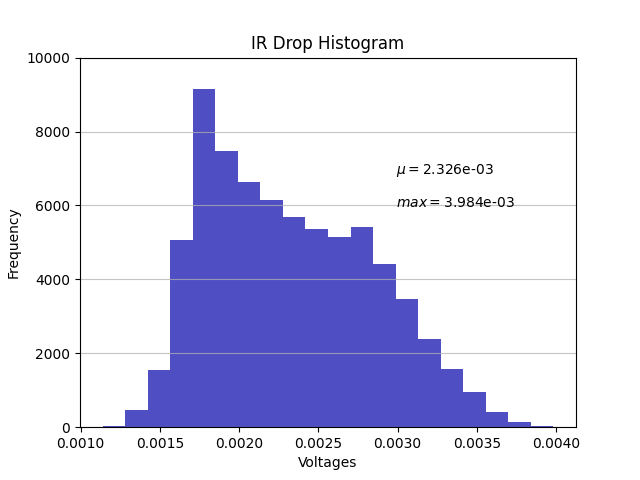 IR Drop Histogram
10000
8000
6000
4000
2000
0
Frequency
μ = 2.326e-03
max = 3.984e-03
0.0010 0.0015 0.0020 0.0025 0.0030 0.0035 0.0040
Voltages